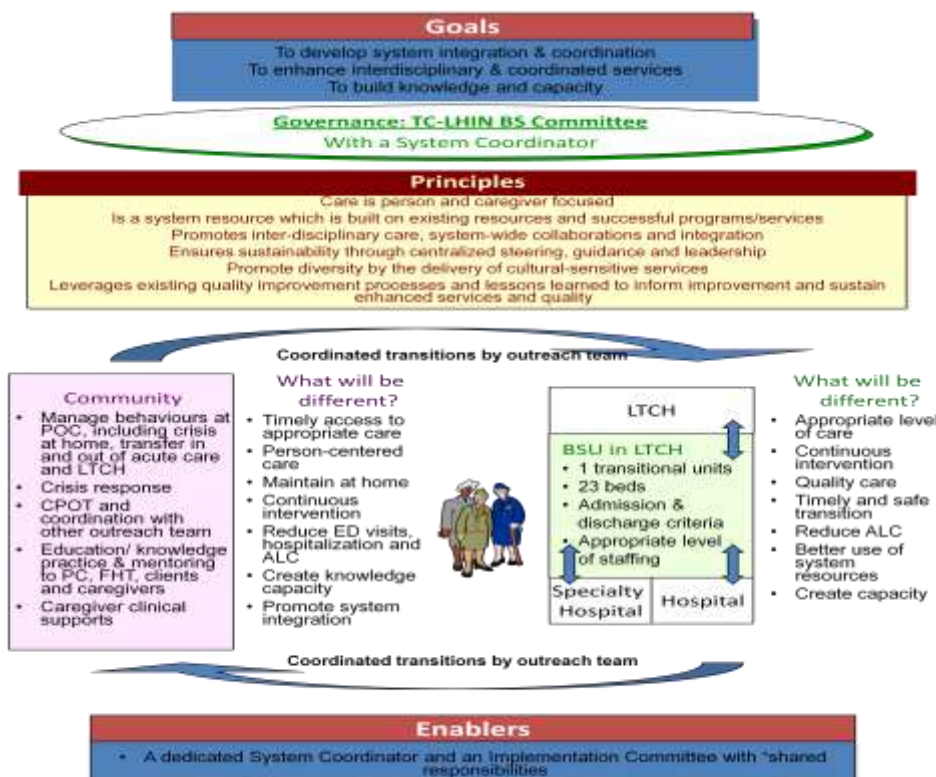 Goals
To develop system integration & coordination
To enhance interdisciplinary & coordinated services
To build knowledge and capacity
Governance: TC-LHIN BS Committee
With a System Coordinator
Principles
Care is person and caregiver focused
Is a system resource which is built on existing resources and successful programs/services
Promotes inter-disciplinary care, system-wide collaborations and integration
Ensures sustainability through centralized steering, guidance and leadership
Promote diversity by the delivery of cultural-sensitive services
Leverages existing quality improvement processes and lessons learned to inform improvement and sustain
enhanced services and quality
Coordinated transitions by outreach team
Community
• Manage behaviours at
POC, including crisis
at home, transfer in
and out of acute care
and LTCH
• Crisis response
• CPOT and
coordination with
other outreach team
• Education/ knowledge
practice & mentoring
to PC, FHT, clients
and caregivers
• Caregiver clinical
supports
What will be
different?
• Timely access to
appropriate care
• Person-centered
care
• Maintain at home
• Continuous
intervention
• Reduce ED visits,
hospitalization and
ALC
• Create knowledge
capacity
• Promote system
integration
LTCH
BSU in LTCH
• 1 transitional units
• 23 beds
• Admission &
discharge criteria
• Appropriate level
of staffing
Specialty
Hospital
Hospital
What will be
different?
• Appropriate level
of care
• Continuous
intervention
• Quality care
• Timely and safe
transition
• Reduce ALC
• Better use of
system
resources
• Create capacity
Coordinated transitions by outreach team
Enablers
• A dedicated System Coordinator and an Implementation Committee with "shared
responsibilities